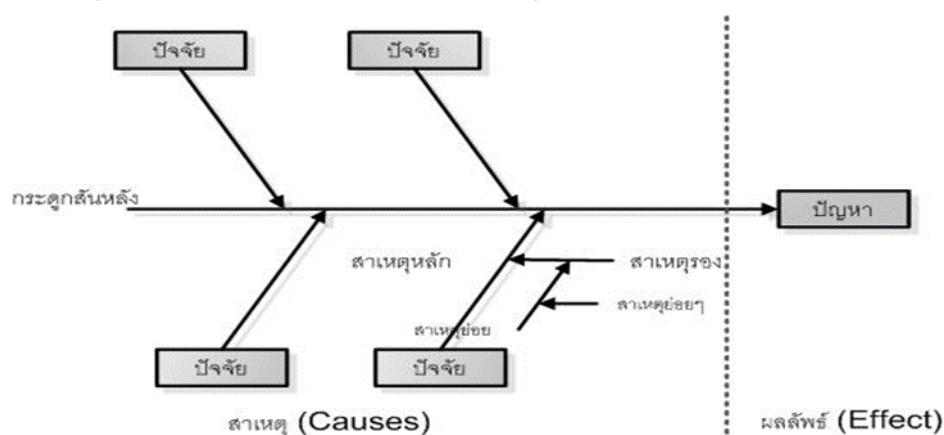 ปัจจัย
ปัจจัย
กระดูกสันหลัง
ปัญหา
สาเหตุหลัก
สาเหตุรอง
สาเหตุย่อยๆ
สาเหตุย่อย
ปัจจัย
ปัจจัย
สาเหตุ (Causes)
ผลลัพธ์ (Effect)